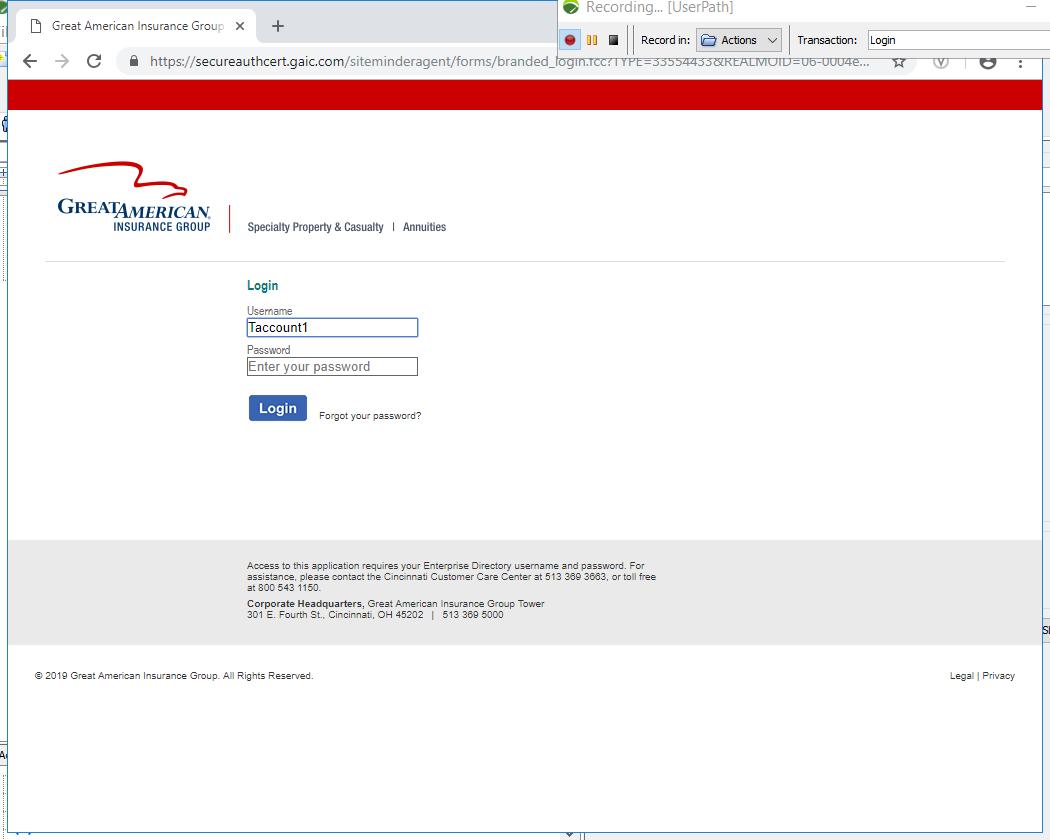 Great American Insurance Group
Recording... [UserPath]
Record in: Actions Transaction: Login
https://secureauthcert.gaic.com/siteminderagent/forms/branded_login.fcc?TYPE=33554433&REALMOID=06-0004e...
GREATAMERICAN
INSURANCE GROUP
Specialty Property & Casualty | Annuities
Login
Username
Taccount1
Password
Enter your password
Login
Forgot your password?
Access to this application requires your Enterprise Directory username and password. For
assistance, please contact the Cincinnati Customer Care Center at 513 369 3663, or toll free
at 800 543 1150.
Corporate Headquarters, Great American Insurance Group Tower
301 E. Fourth St., Cincinnati, OH 45202 | 513 369 5000
© 2019 Great American Insurance Group. All Rights Reserved.
Legal | Privacy